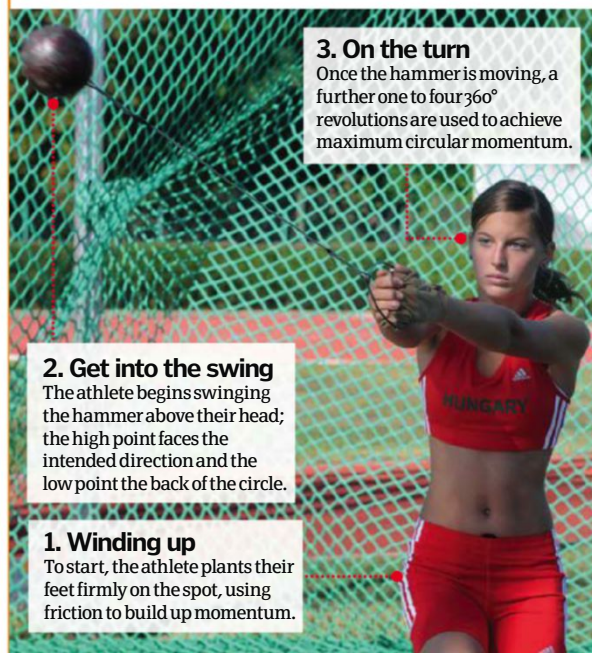 3. On the turn
Once the hammer is moving, a
further one to four 360°
revolutions are used to achieve
maximum circular momentum.
2. Get into the swing
The athlete begins swinging
the hammer above their head;
the high point faces the
intended direction and the
low point the back of the circle.
1. Winding up
To start, the athlete plants their
feet firmly on the spot, using
friction to build up momentum.
HUNGARY